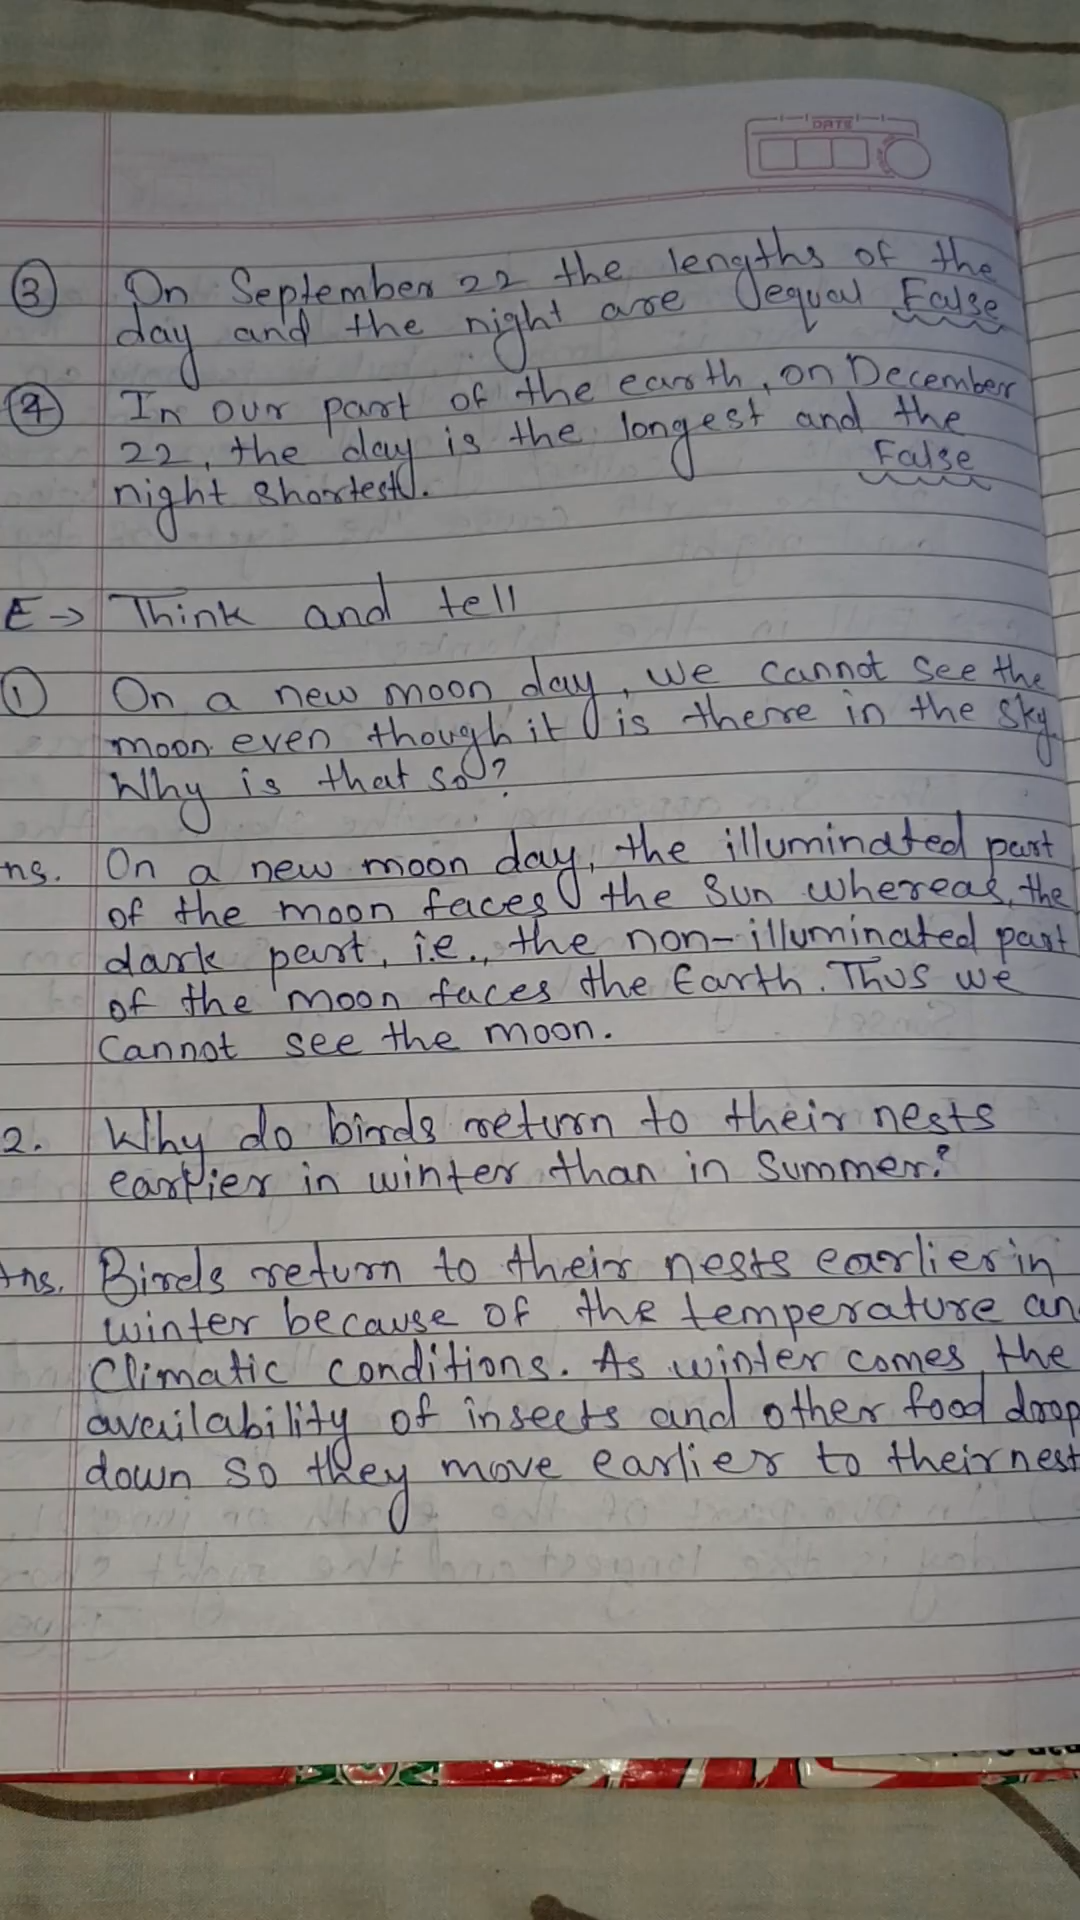 DATE
③ On September 22 the lengths of the
day and the night are equal False
④ In our part of the earth, on December
22, the day is the longest and the
night shortest. False
E→ Think and tell
① On a new moon day, we cannot see the
moon even though it is there in the sky.
Why is that so?
ns. On a new moon day, the illuminated part
of the moon faces the Sun whereas, the
dark part, i.e., the non-illuminated part
of the moon faces the Earth. Thus we
cannot see the moon.
2. Why do birds return to their nests
earlier in winter than in summer?
Ans. Birds return to their nests earlier in
winter because of the temperature an
climatic conditions. As winter comes, the
availability of insects and other food drop
down so they move earlier to their nest